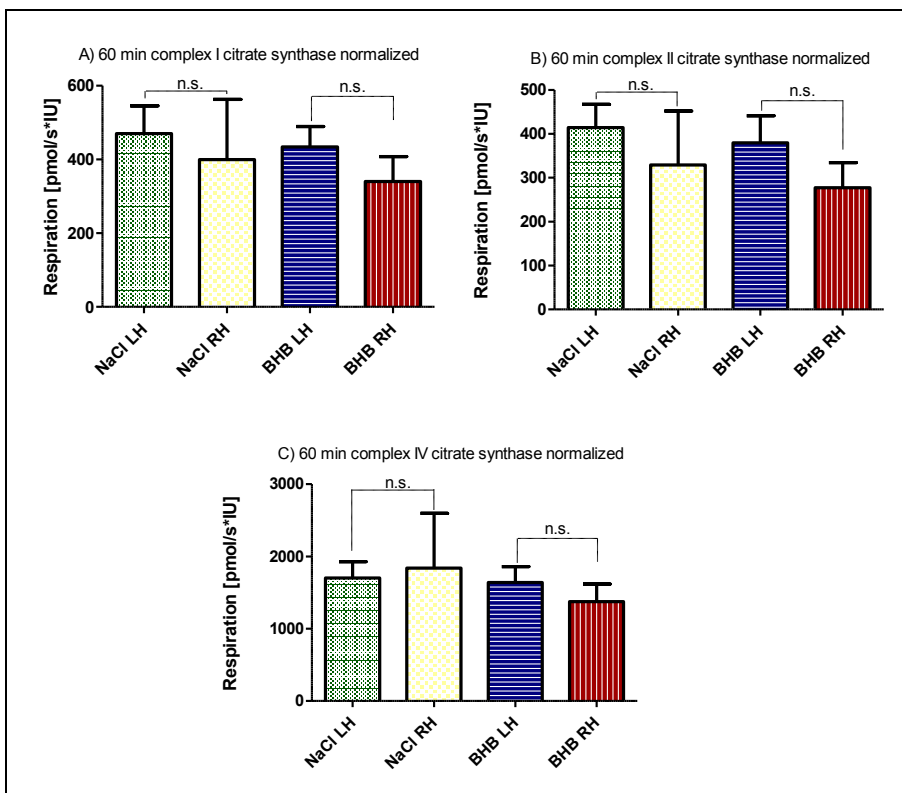 A) 60 min complex I citrate synthase normalized
Respiration [pmol/s*IU]
600
400
200
0
n.s.
n.s.
NaCl LH
NaCl RH
BHB LH
BHB RH
B) 60 min complex II citrate synthase normalized
Respiration [pmol/s*IU]
500
400
300
200
100
0
n.s.
n.s.
NaCl LH
NaCl RH
BHB LH
BHB RH
C) 60 min complex IV citrate synthase normalized
Respiration [pmol/s*IU]
3000
2000
1000
0
n.s.
n.s.
NaCl LH
NaCl RH
BHB LH
BHB RH